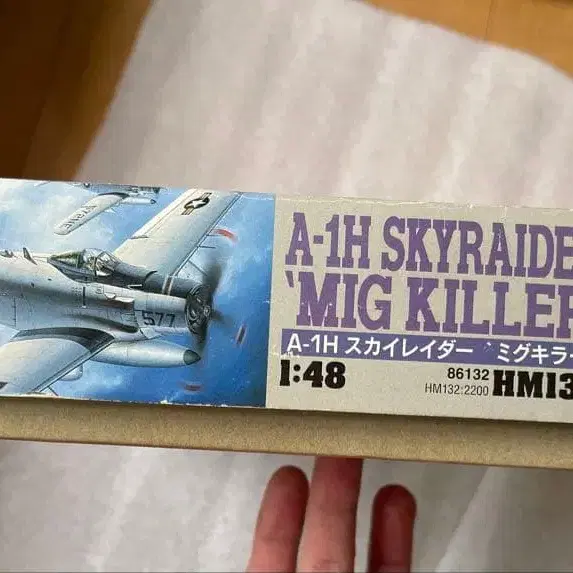 A-1H SKYRAIDE
'MIG KILLER
A-1H スカイレイダー 'ミグキラー
1:48
86132
HM132:2200
HM13
577